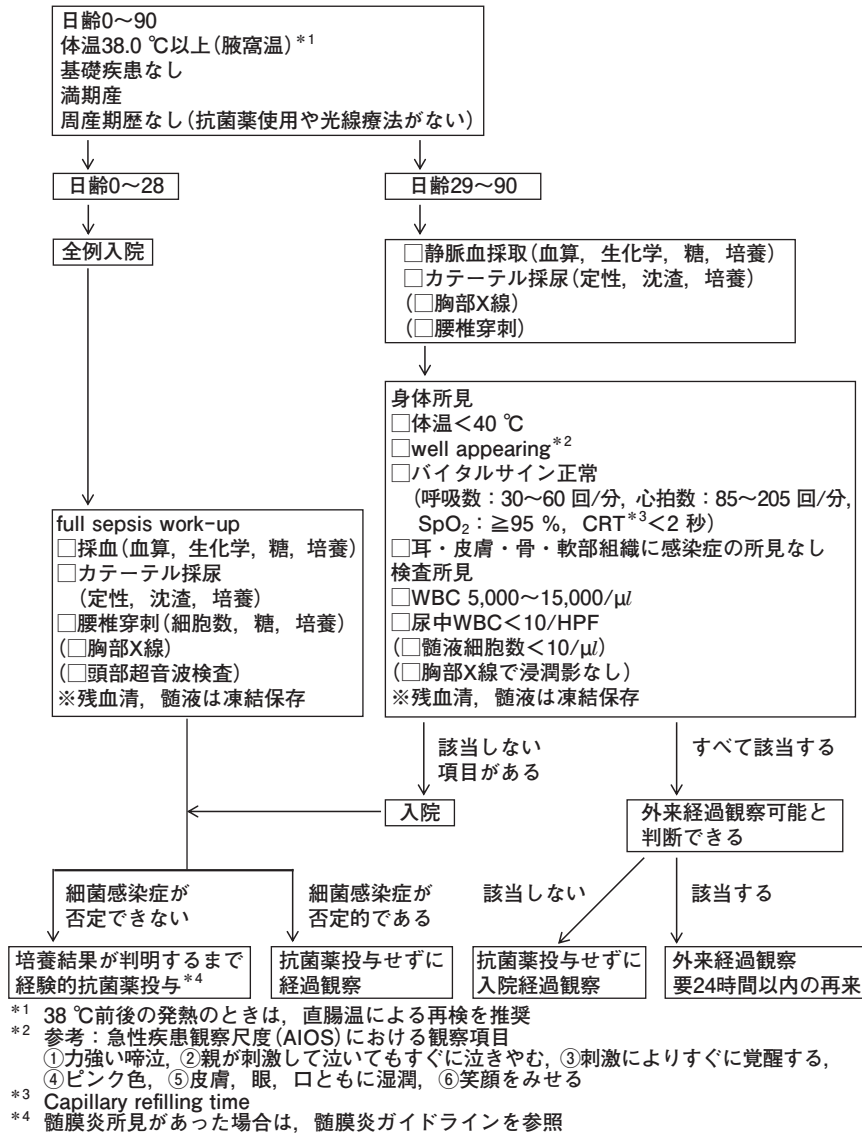 日齢0〜90
体温38.0 ℃以上(腋窩温)*1
基礎疾患なし
満期産
周産期歴なし(抗菌薬使用や光線療法がない)
日齢0〜28
日齢29〜90
全例入院
□静脈血採取(血算, 生化学, 糖, 培養)
□カテーテル採尿(定性, 沈渣, 培養)
(□胸部X線)
(□腰椎穿刺)
身体所見
□体温<40 ℃
□well appearing*2
□バイタルサイン正常
(呼吸数:30〜60 回/分, 心拍数:85〜205 回/分,
SpO₂:≧95 %, CRT*3<2 秒)
□耳・皮膚・骨・軟部組織に感染症の所見なし
検査所見
□WBC 5,000〜15,000/μl
□尿中WBC<10/HPF
(□髄液細胞数<10/μl)
(□胸部X線で浸潤影なし)
※残血清, 髄液は凍結保存
full sepsis work-up
□採血(血算, 生化学, 糖, 培養)
□カテーテル採尿
(定性, 沈渣, 培養)
□腰椎穿刺(細胞数, 糖, 培養)
(□胸部X線)
(□頭部超音波検査)
※残血清, 髄液は凍結保存
該当しない
項目がある
すべて該当する
入院
外来経過観察可能と
判断できる
細菌感染症が
否定できない
細菌感染症が
否定的である
該当しない
該当する
培養結果が判明するまで
経験的抗菌薬投与*4
抗菌薬投与せずに
経過観察
抗菌薬投与せずに
入院経過観察
外来経過観察
要24時間以内の再来
*1 38 ℃前後の発熱のときは, 直腸温による再検を推奨
*2 参考:急性疾患観察尺度(AIOS)における観察項目
①力強い啼泣, ②親が刺激して泣いてもすぐに泣きやむ, ③刺激によりすぐに覚醒する,
④ピンク色, ⑤皮膚, 眼, 口ともに湿潤, ⑥笑顔をみせる
*3 Capillary refilling time
*4 髄膜炎所見があった場合は, 髄膜炎ガイドラインを参照